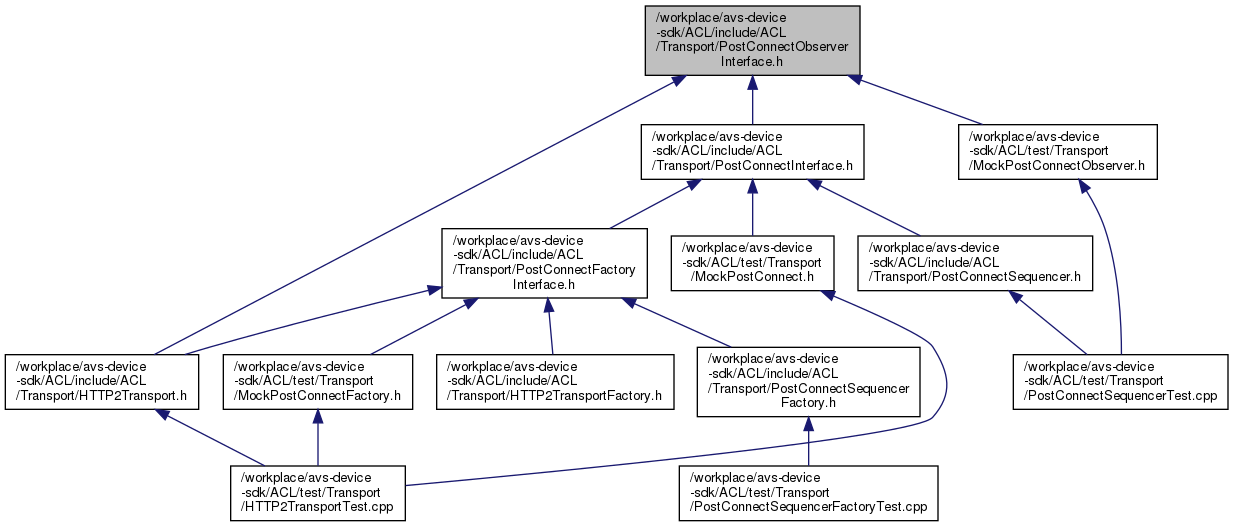 /workplace/avs-device
-sdk/ACL/include/ACL
/Transport/PostConnectObserver
Interface.h
/workplace/avs-device
-sdk/ACL/include/ACL
/Transport/PostConnectInterface.h
/workplace/avs-device
-sdk/ACL/test/Transport
/MockPostConnectObserver.h
/workplace/avs-device
-sdk/ACL/include/ACL
/Transport/PostConnectFactory
Interface.h
/workplace/avs-device
-sdk/ACL/test/Transport
/MockPostConnect.h
/workplace/avs-device
-sdk/ACL/include/ACL
/Transport/PostConnectSequencer.h
/workplace/avs-device
-sdk/ACL/include/ACL
/Transport/HTTP2Transport.h
/workplace/avs-device
-sdk/ACL/test/Transport
/MockPostConnectFactory.h
/workplace/avs-device
-sdk/ACL/include/ACL
/Transport/HTTP2TransportFactory.h
/workplace/avs-device
-sdk/ACL/include/ACL
/Transport/PostConnectSequencer
Factory.h
/workplace/avs-device
-sdk/ACL/test/Transport
/PostConnectSequencerTest.cpp
/workplace/avs-device
-sdk/ACL/test/Transport
/HTTP2TransportTest.cpp
/workplace/avs-device
-sdk/ACL/test/Transport
/PostConnectSequencerFactoryTest.cpp